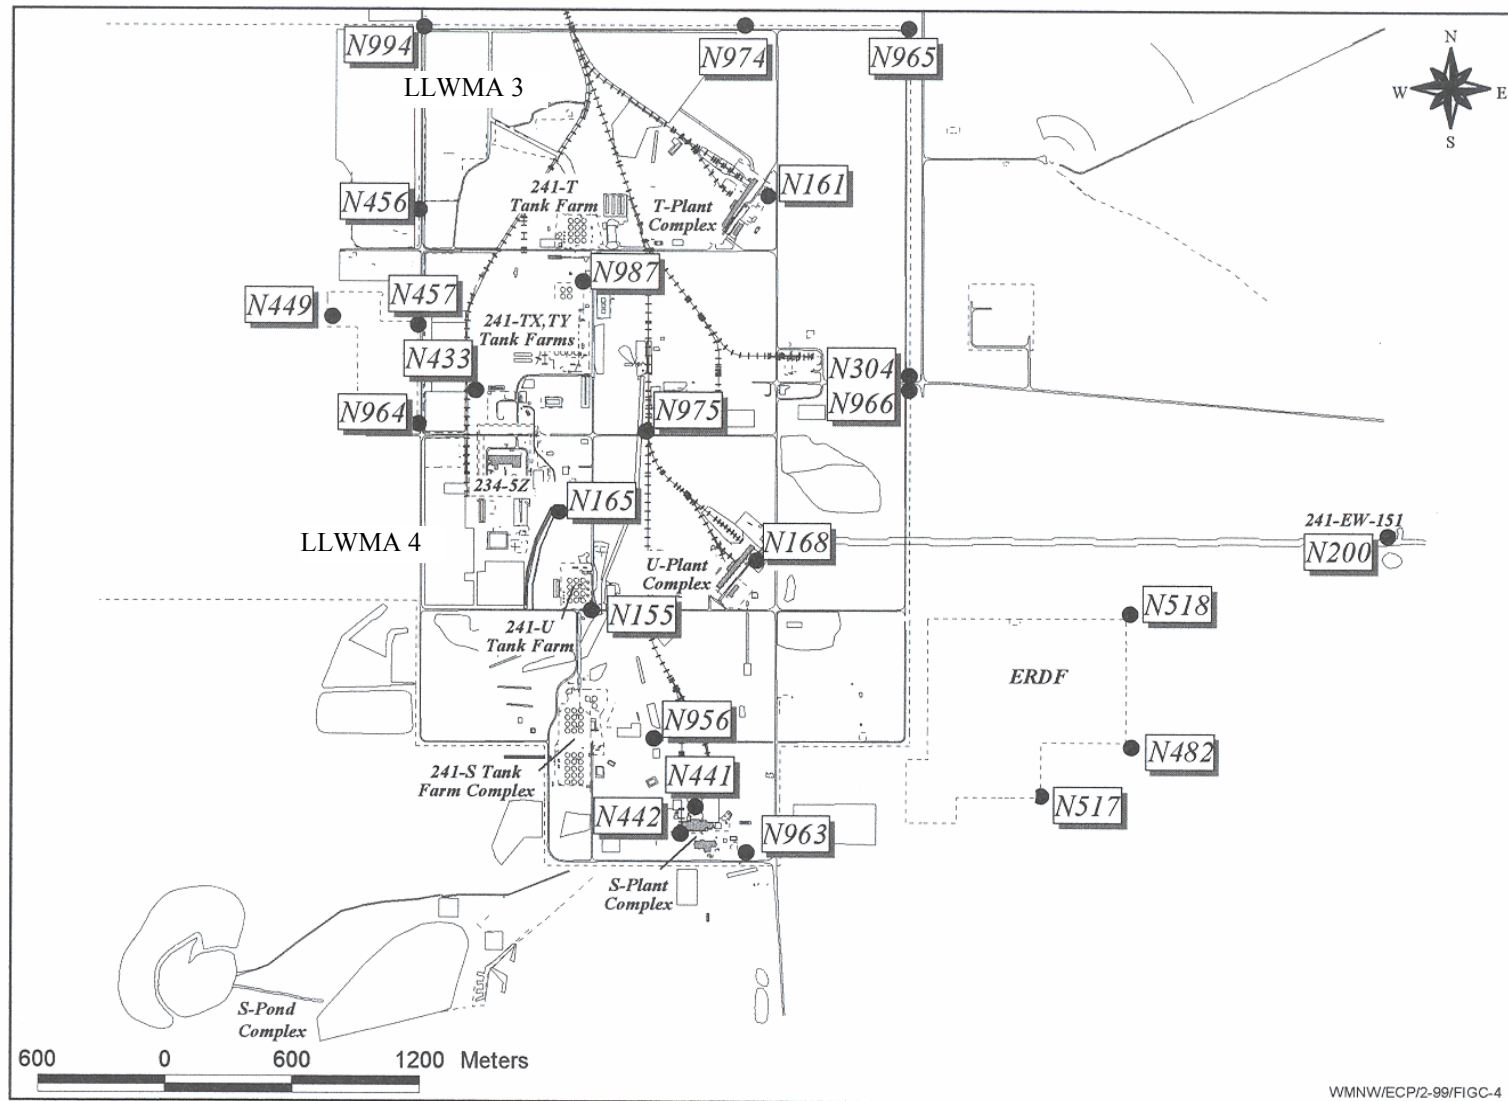 N994
N974
N965
N
W E
S
LLWMA 3
N456
241-T
Tank Farm
T-Plant
Complex
N161
N987
N449
N457
241-TX,TY
Tank Farms
N433
N304
N966
N964
N975
234-5Z
N165
LLWMA 4
N168
241-EW-151
N200
U-Plant
Complex
N518
N155
241-U
Tank Farm
ERDF
N956
N482
241-S Tank
Farm Complex
N441
N442
N517
N963
S-Plant
Complex
S-Pond
Complex
600 0 600 1200 Meters
WMNW/ECP/2-99/FIGC-4